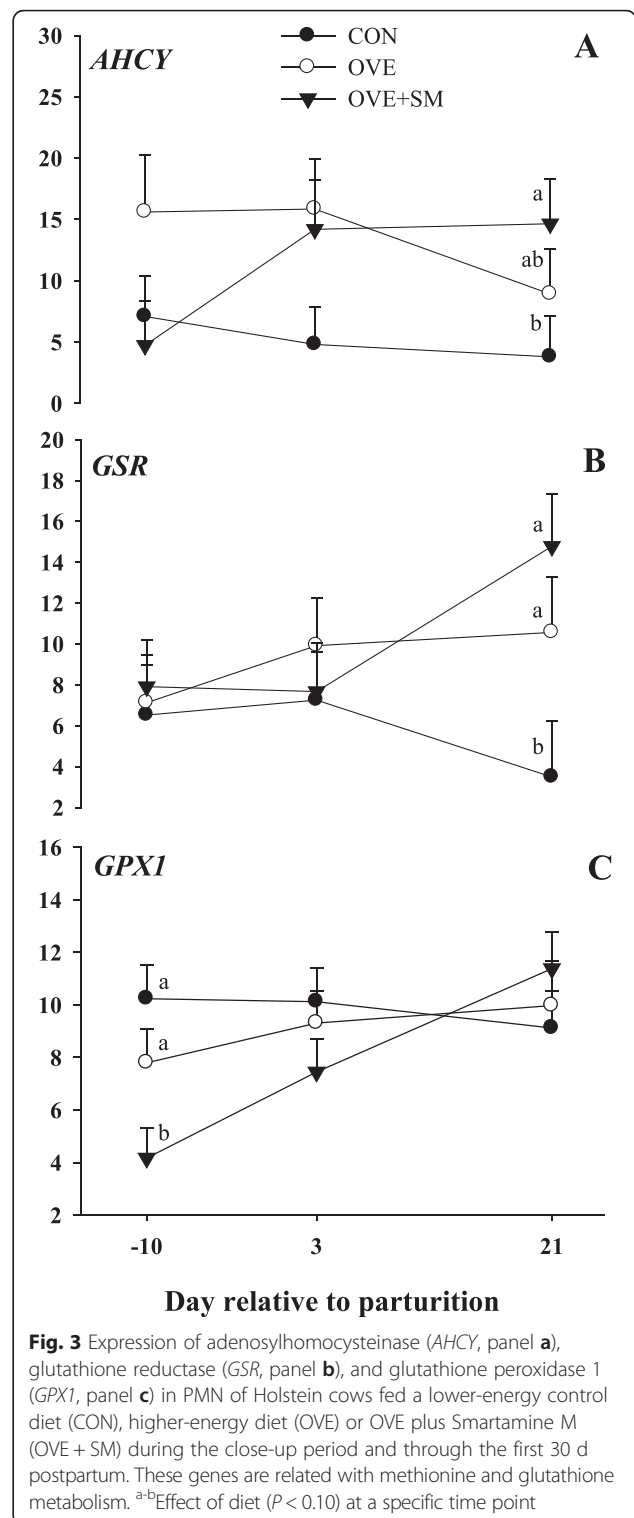 AHCY
CON
OVE
OVE+SM
A
30
25
20
15
10
5
0
a
ab
b
GSR
B
20
18
16
14
12
10
8
6
4
2
a
a
b
GPX1
C
16
14
12
10
8
6
4
2
a
a
b
-10 3 21
Day relative to parturition
Fig. 3 Expression of adenosylhomocysteinase (AHCY, panel a),
glutathione reductase (GSR, panel b), and glutathione peroxidase 1
(GPX1, panel c) in PMN of Holstein cows fed a lower-energy control
diet (CON), higher-energy diet (OVE) or OVE plus Smartamine M
(OVE + SM) during the close-up period and through the first 30 d
postpartum. These genes are related with methionine and glutathione
metabolism. a-bEffect of diet (P < 0.10) at a specific time point